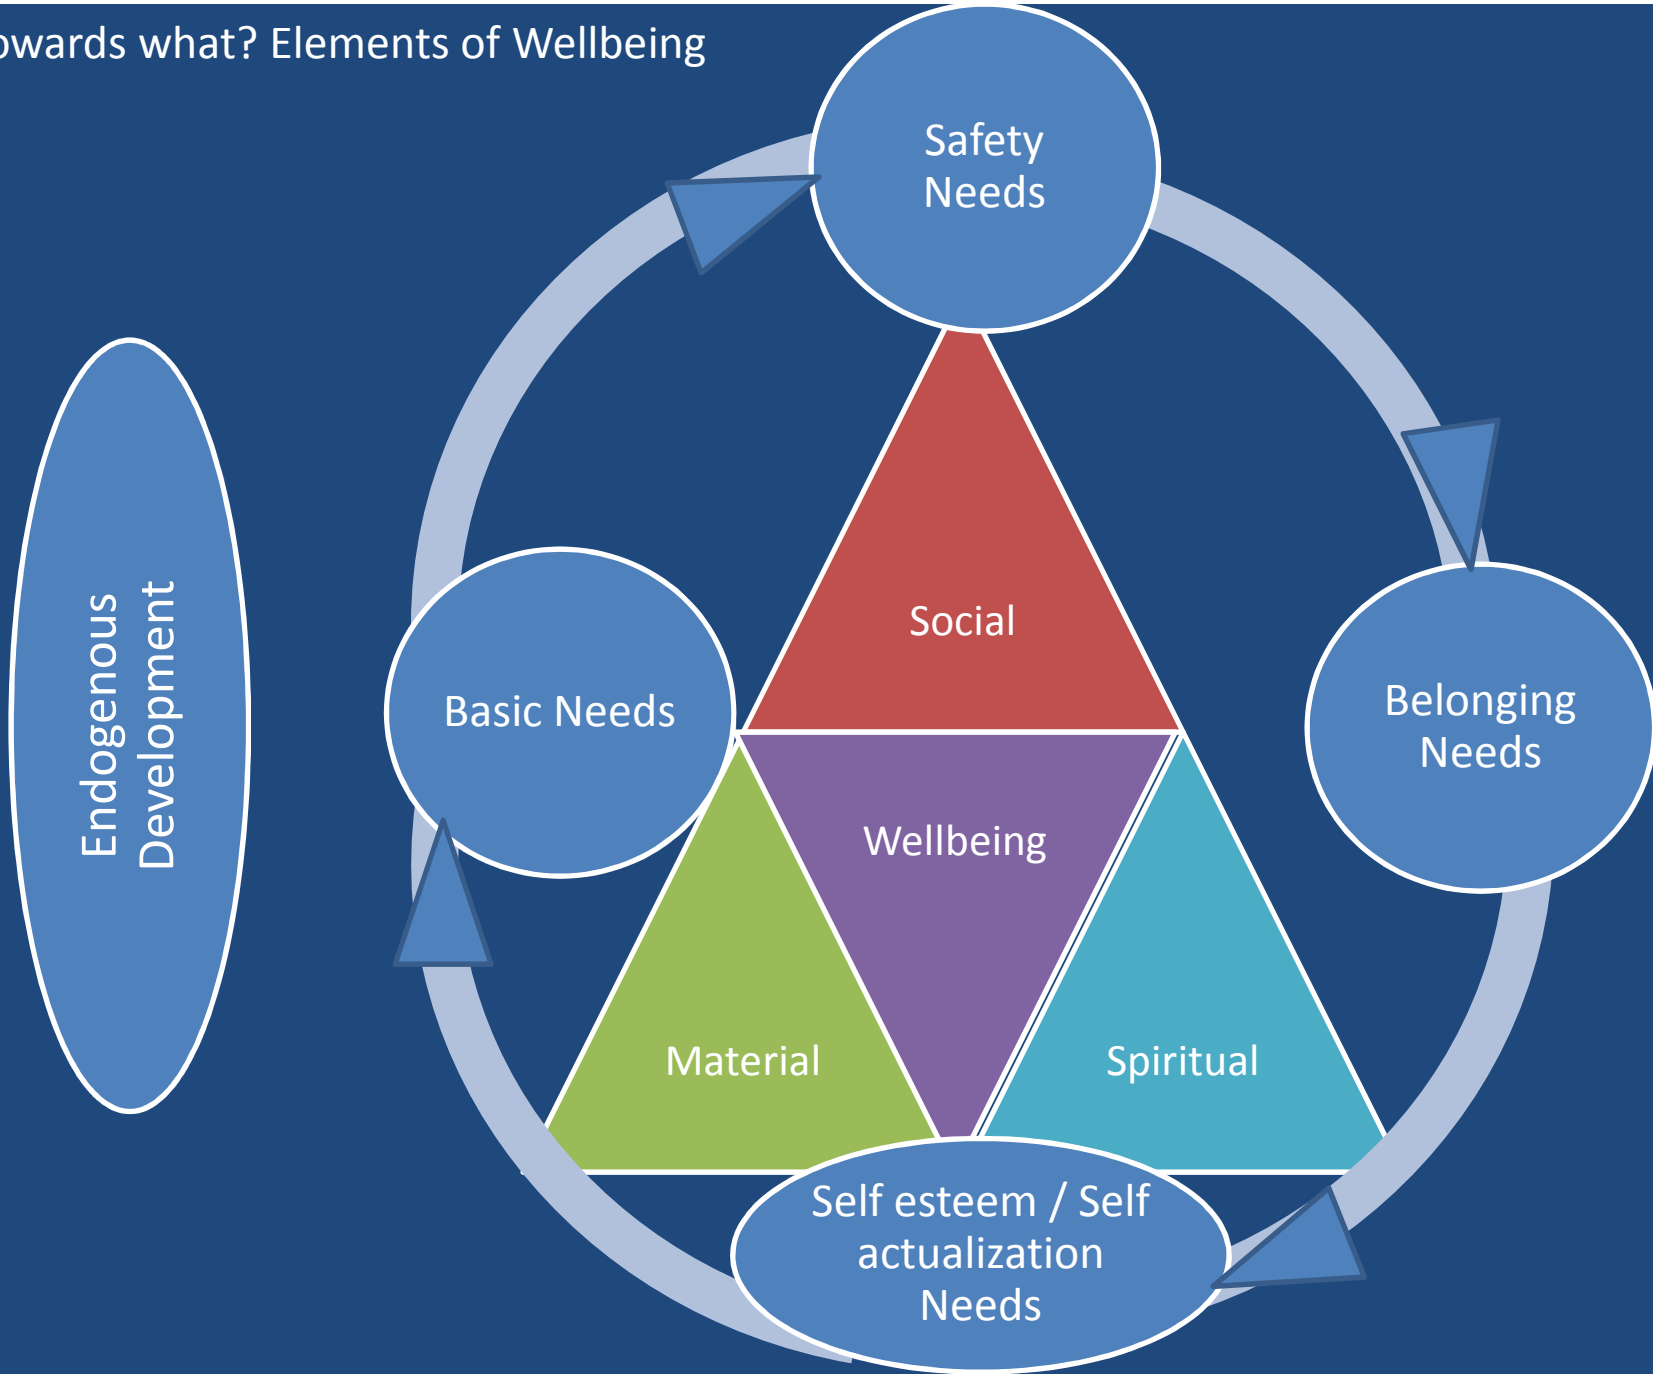 owards what? Elements of Wellbeing
Safety
Needs
Social
Basic Needs
Belonging
Needs
Wellbeing
Endogenous
Development
Material
Spiritual
Self esteem / Self
actualization
Needs